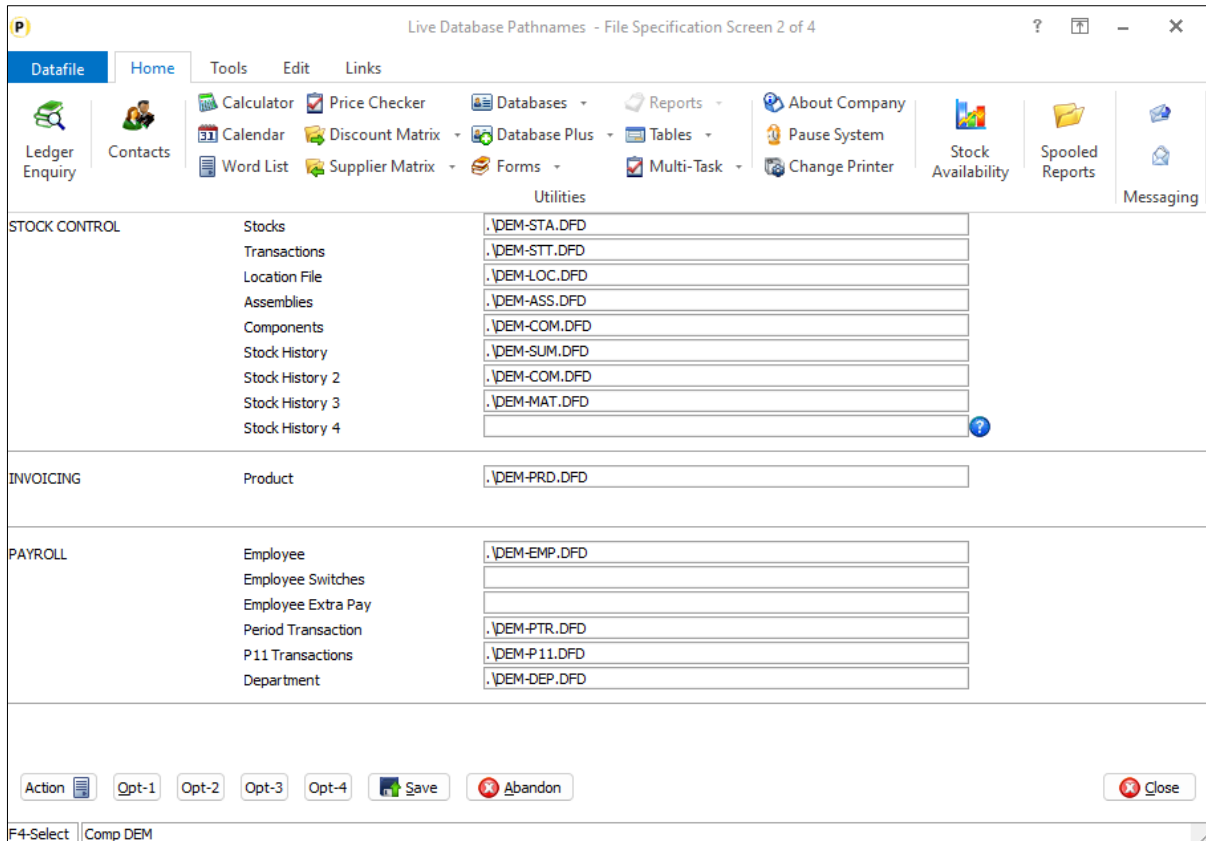 P
Live Database Pathnames - File Specification Screen 2 of 4
?
Datafile Home Tools Edit Links
Ledger Enquiry
Contacts
Calculator Price Checker Databases Reports About Company
Calendar Discount Matrix Database Plus Tables Pause System
Word List Supplier Matrix Forms Multi-Task Change Printer
Stock Availability
Spooled Reports
Utilities Messaging
STOCK CONTROL Stocks .\DEM-STA.DFD
Transactions .\DEM-STT.DFD
Location File .\DEM-LOC.DFD
Assemblies .\DEM-ASS.DFD
Components .\DEM-COM.DFD
Stock History .\DEM-SUM.DFD
Stock History 2 .\DEM-COM.DFD
Stock History 3 .\DEM-MAT.DFD
Stock History 4 ?
INVOICING Product .\DEM-PRD.DFD
PAYROLL Employee .\DEM-EMP.DFD
Employee Switches
Employee Extra Pay
Period Transaction .\DEM-PTR.DFD
P11 Transactions .\DEM-P11.DFD
Department .\DEM-DEP.DFD
Action Opt-1 Opt-2 Opt-3 Opt-4 Save Abandon Close
F4-Select Comp DEM